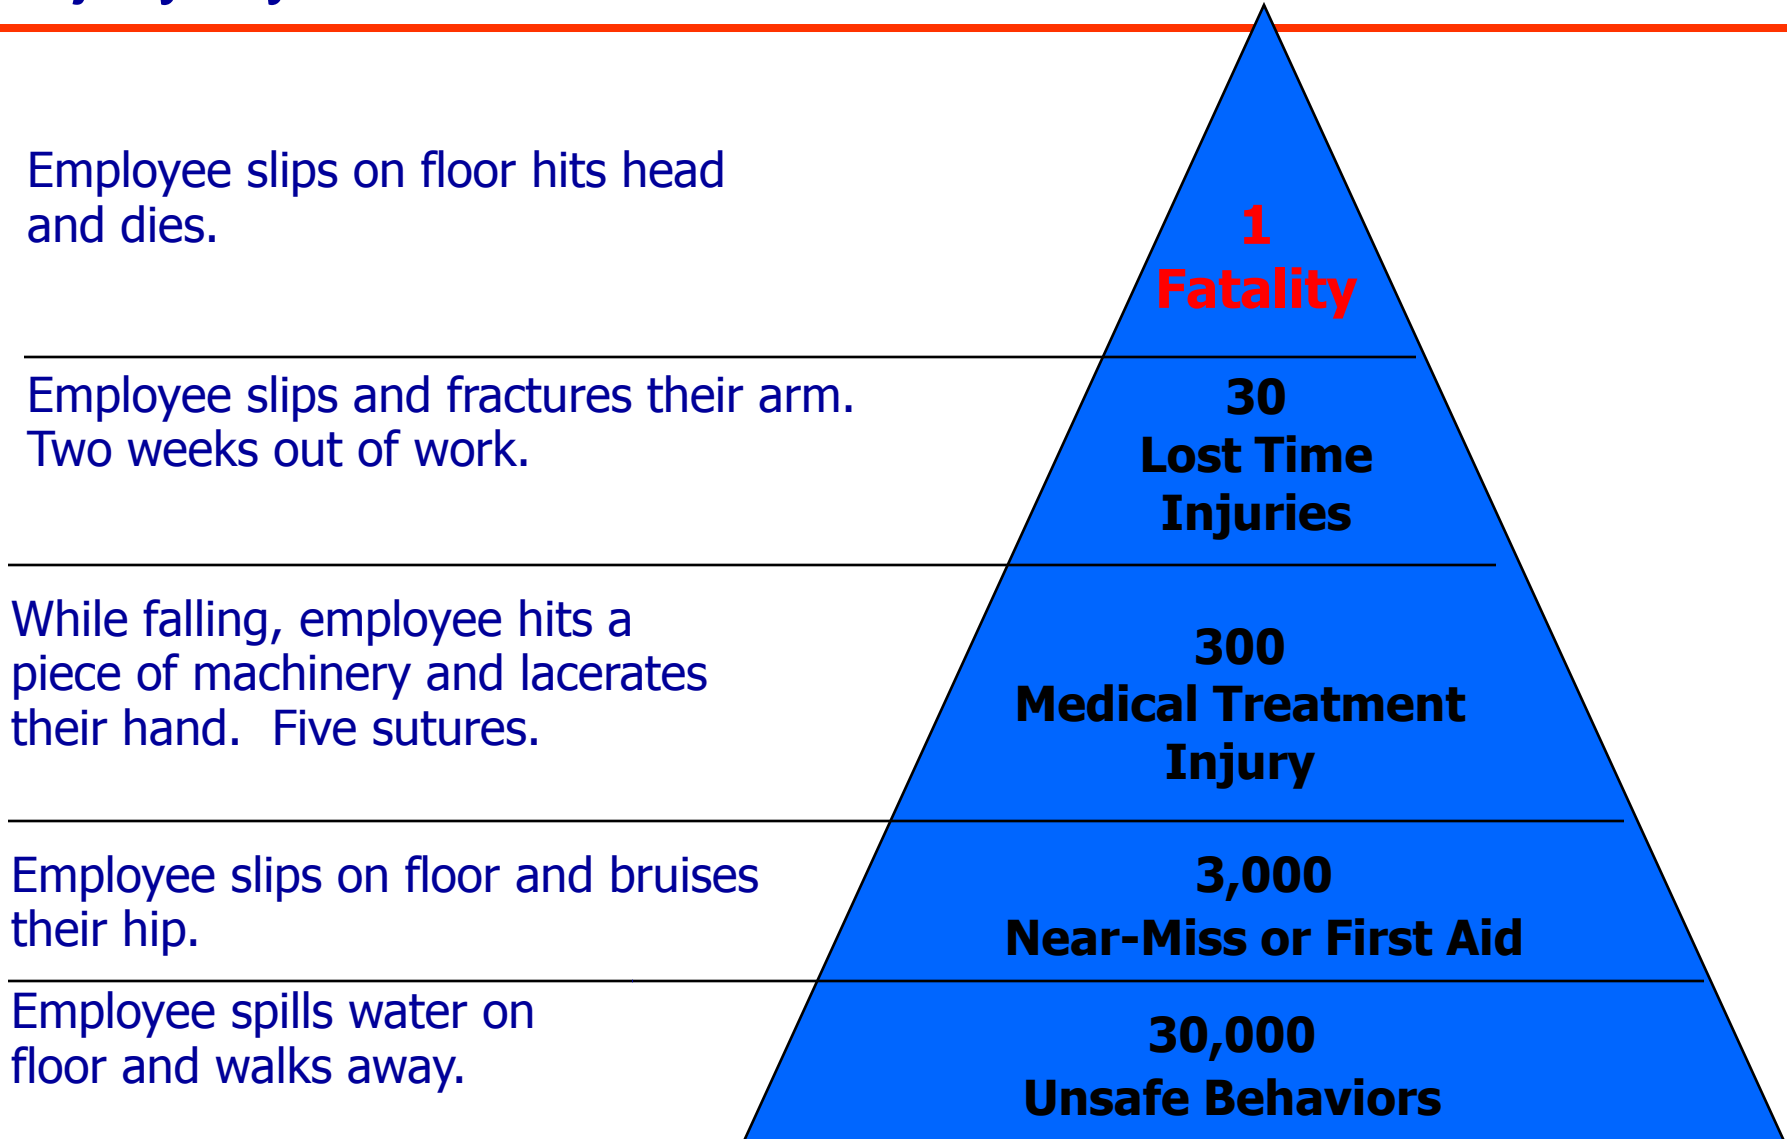 Employee slips on floor hits head
and dies.
1
Fatality
Employee slips and fractures their arm.
Two weeks out of work.
30
Lost Time
Injuries
While falling, employee hits a
piece of machinery and lacerates
their hand.  Five sutures.
300
Medical Treatment
Injury
Employee slips on floor and bruises
their hip.
3,000
Near-Miss or First Aid
Employee spills water on
floor and walks away.
30,000
Unsafe Behaviors